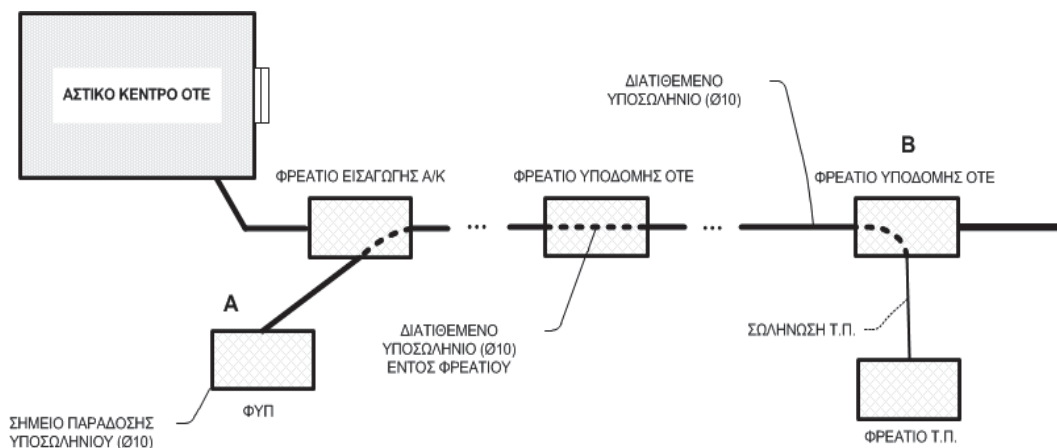 ΑΣΤΙΚΟ ΚΕΝΤΡΟ ΟΤΕ
ΔΙΑΤΙΘΕΜΕΝΟ
ΥΠΟΣΩΛΗΝΙΟ (Ø10)
Β
ΦΡΕΑΤΙΟ ΕΙΣΑΓΩΓΗΣ Α/Κ
ΦΡΕΑΤΙΟ ΥΠΟΔΟΜΗΣ ΟΤΕ
ΦΡΕΑΤΙΟ ΥΠΟΔΟΜΗΣ ΟΤΕ
...
...
Α
ΔΙΑΤΙΘΕΜΕΝΟ
ΥΠΟΣΩΛΗΝΙΟ (Ø10)
ΕΝΤΟΣ ΦΡΕΑΤΙΟΥ
ΣΩΛΗΝΩΣΗ Τ.Π.
ΦΥΠ
ΣΗΜΕΙΟ ΠΑΡΑΔΟΣΗΣ
ΥΠΟΣΩΛΗΝΙΟΥ (Ø10)
ΦΡΕΑΤΙΟ Τ.Π.